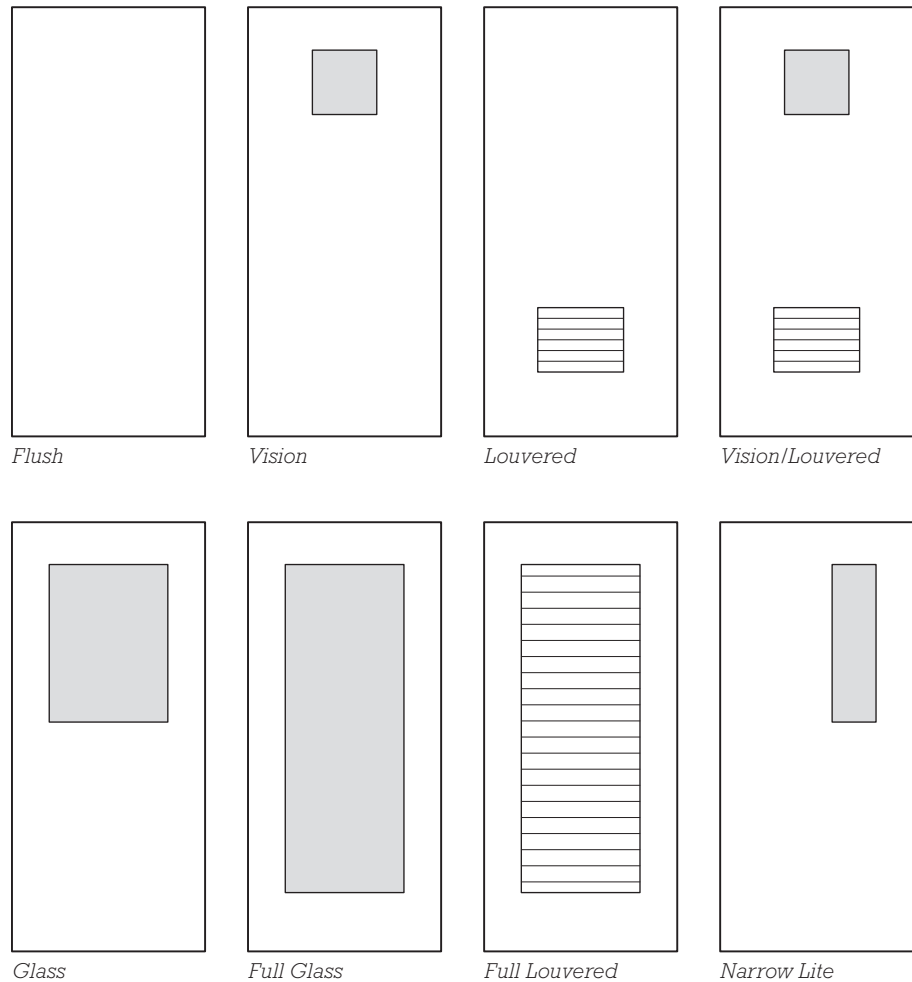 Flush
Vision
Louvered
Vision/Louvered
Glass
Full Glass
Full Louvered
Narrow Lite